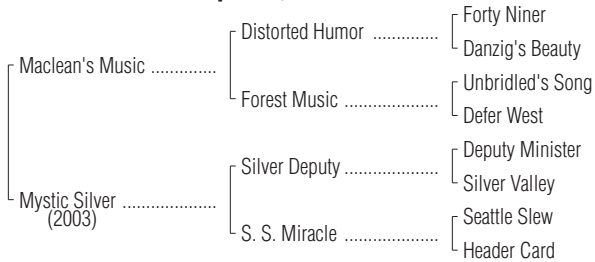 Forty Niner
Distorted Humor ..............
Danzig's Beauty
Maclean's Music ..............
Unbridled's Song
Forest Music ....................
Defer West
Deputy Minister
Silver Deputy ....................
Silver Valley
Mystic Silver ....................
(2003)
Seattle Slew
S. S. Miracle ....................
Header Card